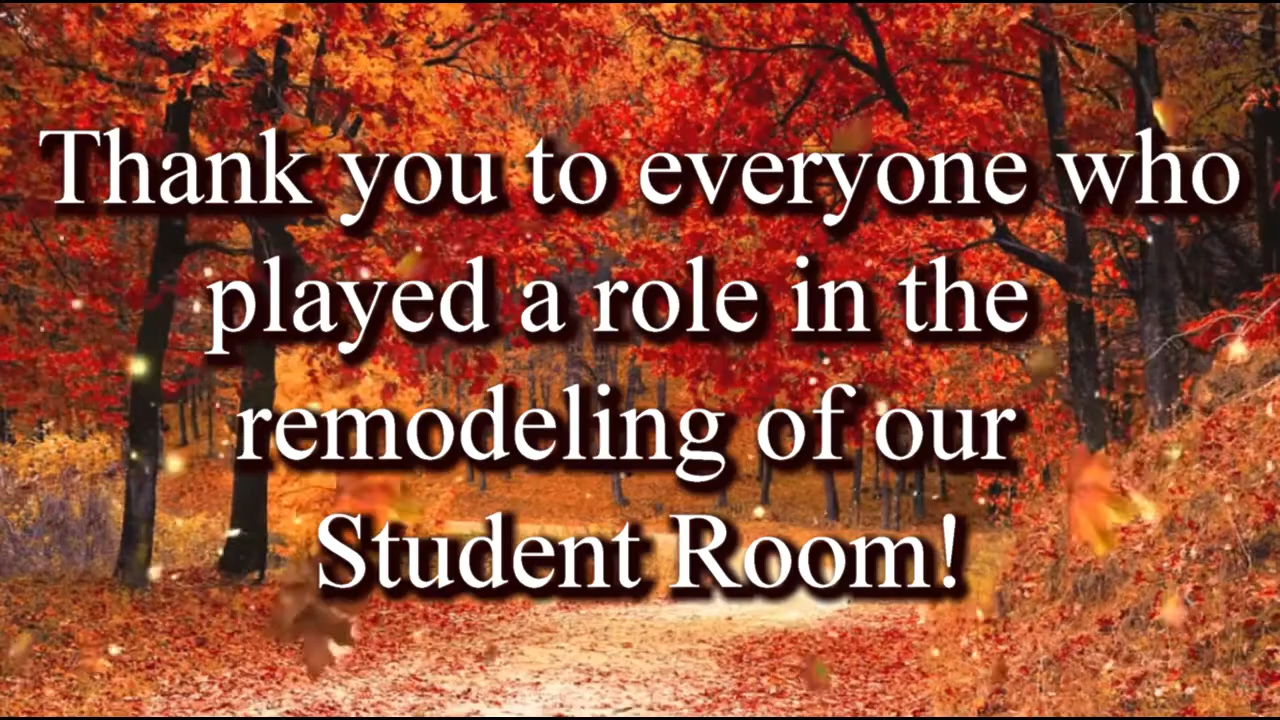 Thank you to everyone who
played a role in the
remodeling of our
Student Room!